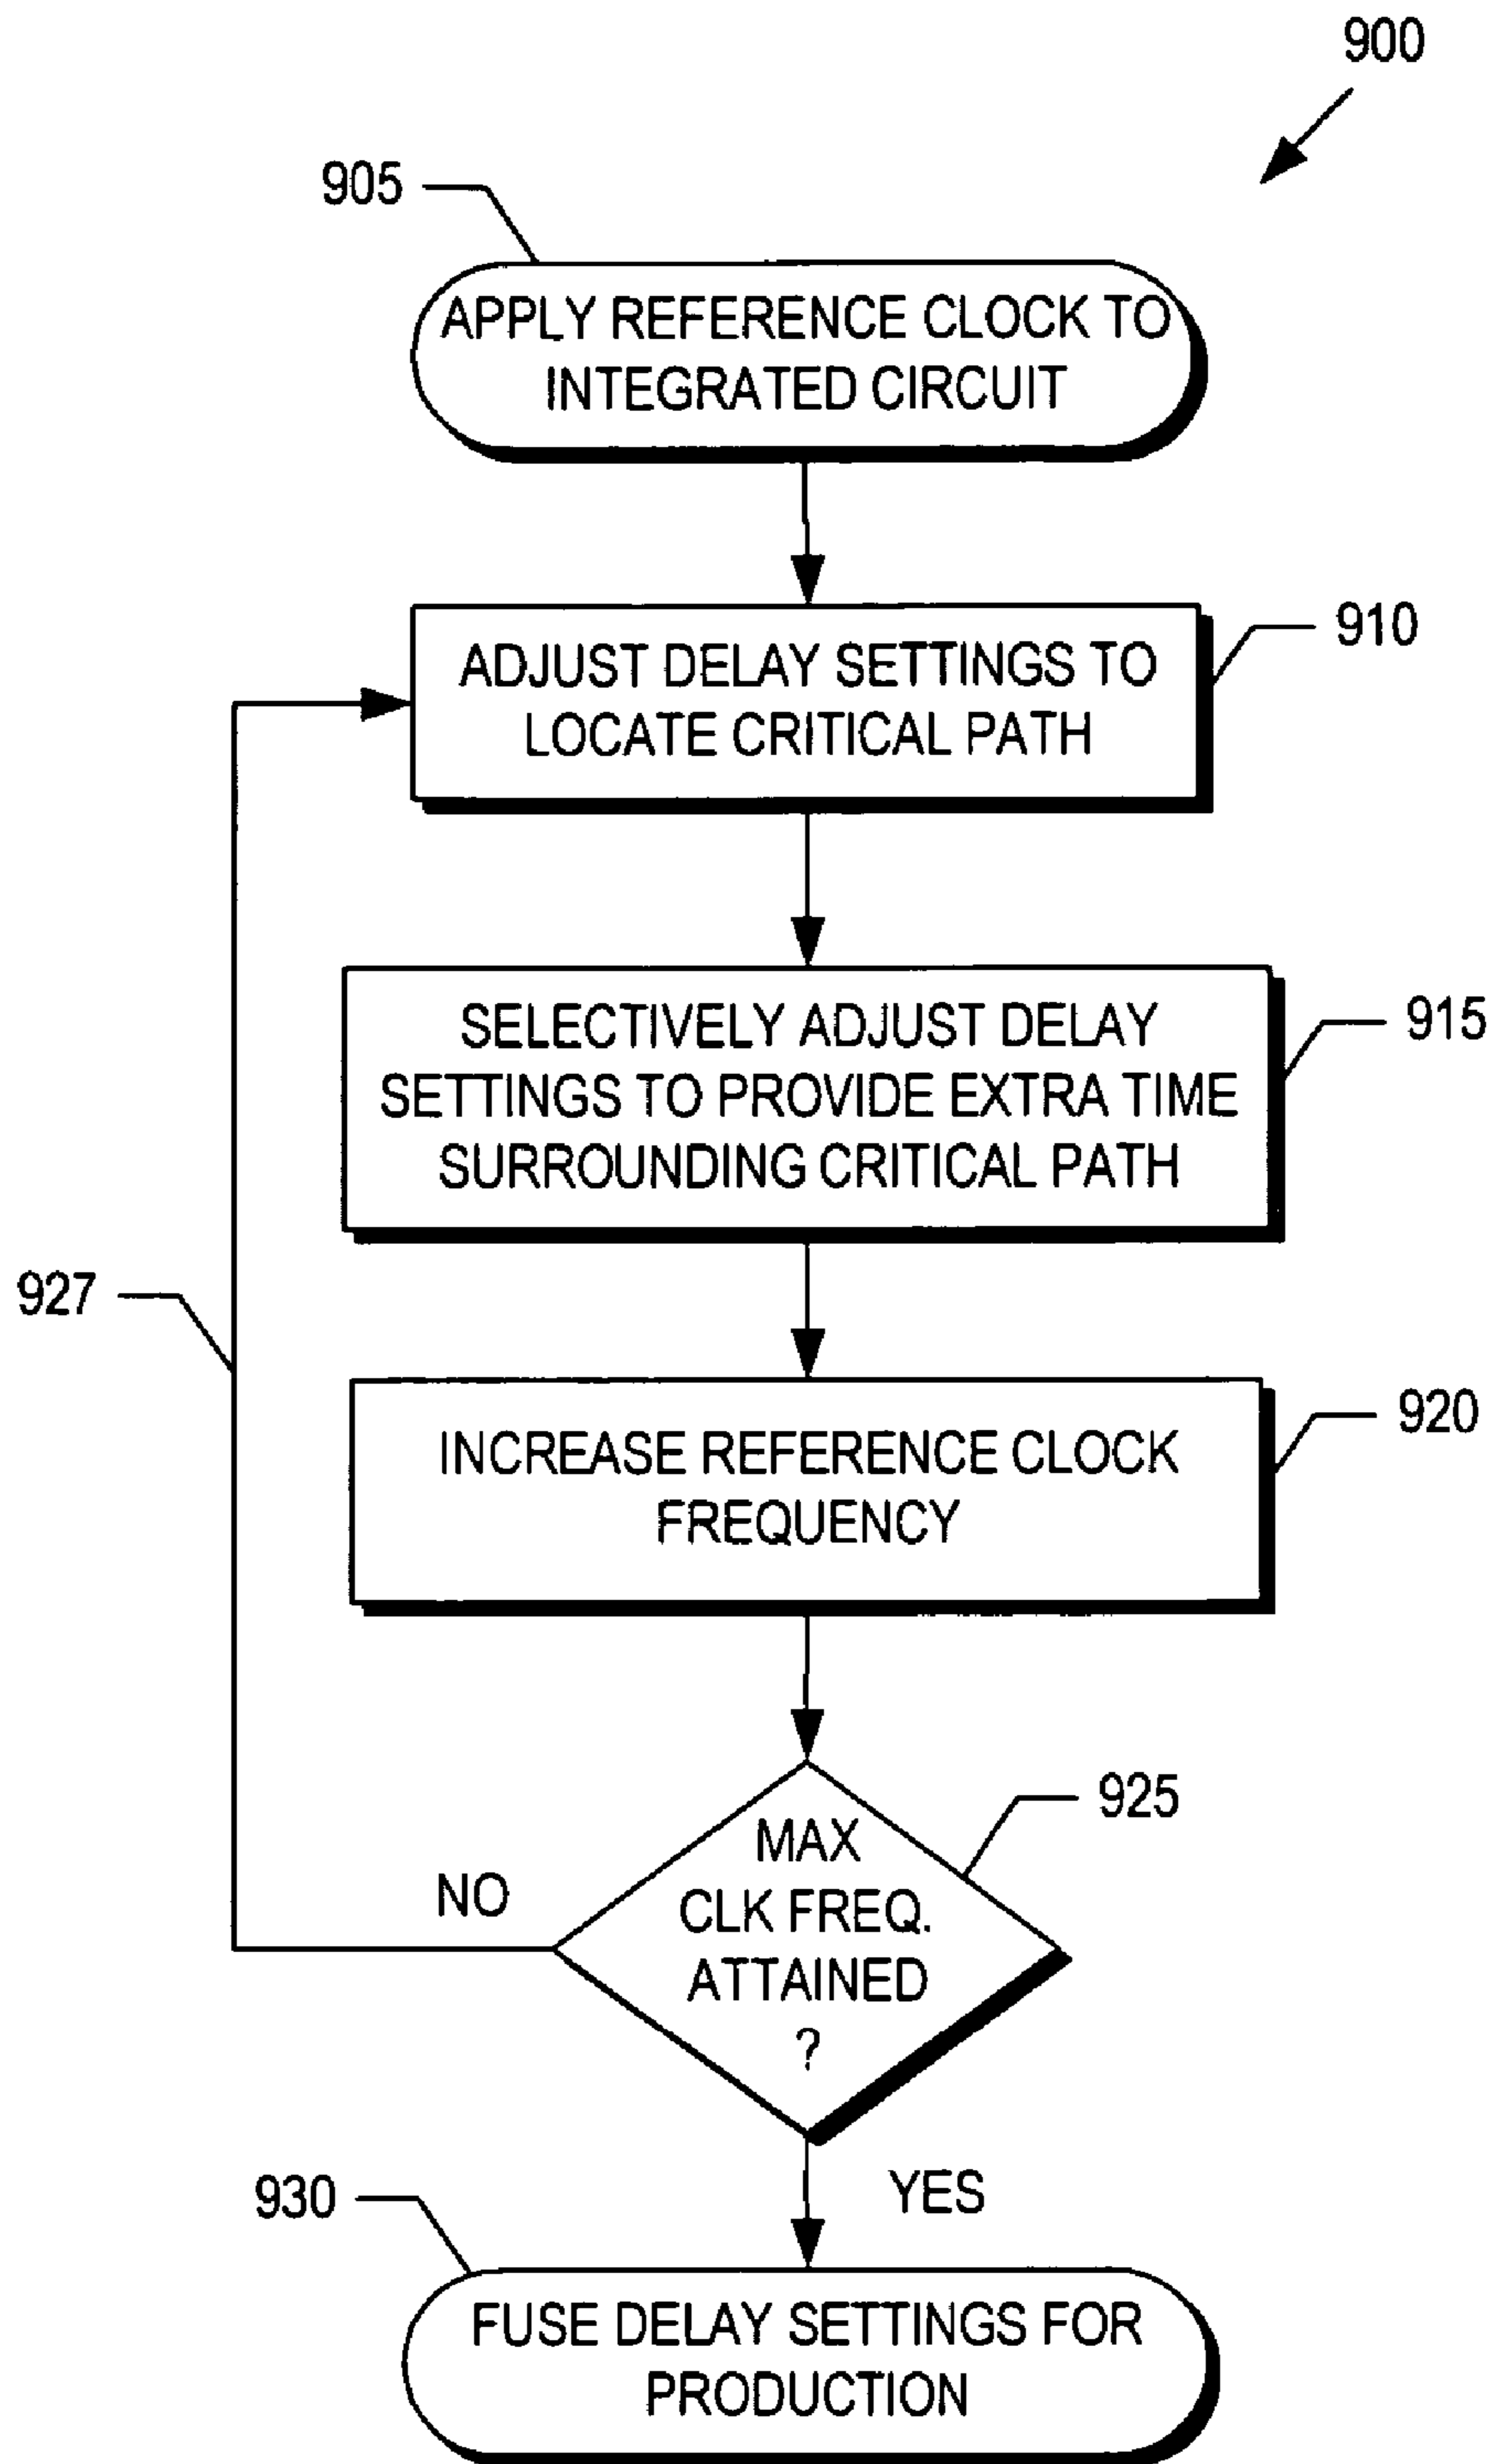 900
905
APPLY REFERENCE CLOCK TO
INTEGRATED CIRCUIT
910
ADJUST DELAY SETTINGS TO
LOCATE CRITICAL PATH
915
SELECTIVELY ADJUST DELAY
SETTINGS TO PROVIDE EXTRA TIME
SURROUNDING CRITICAL PATH
927
920
INCREASE REFERENCE CLOCK
FREQUENCY
925
MAX
CLK FREQ.
ATTAINED
?
NO
YES
930
FUSE DELAY SETTINGS FOR
PRODUCTION